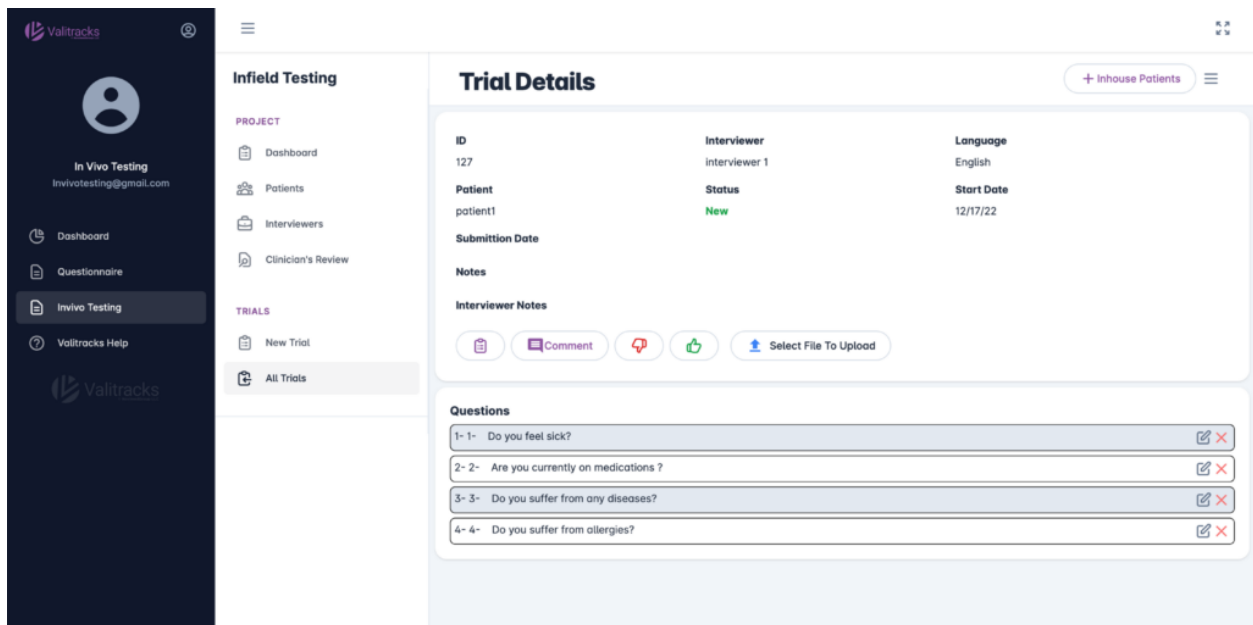 Valitracks
In Vivo Testing
Invivotesting@gmail.com
Dashboard
Questionnaire
Invivo Testing
Valitracks Help
Valitracks
Infield Testing
PROJECT
Dashboard
Patients
Interviewers
Clinician's Review
TRIALS
New Trial
All Trials
Trial Details
+ Inhouse Patients
ID Interviewer Language
127 interviewer 1 English
Patient Status Start Date
patient1 New 12/17/22
Submittion Date
Notes
Interviewer Notes
Comment Select File To Upload
Questions
1- 1- Do you feel sick?
2- 2- Are you currently on medications ?
3- 3- Do you suffer from any diseases?
4- 4- Do you suffer from allergies?